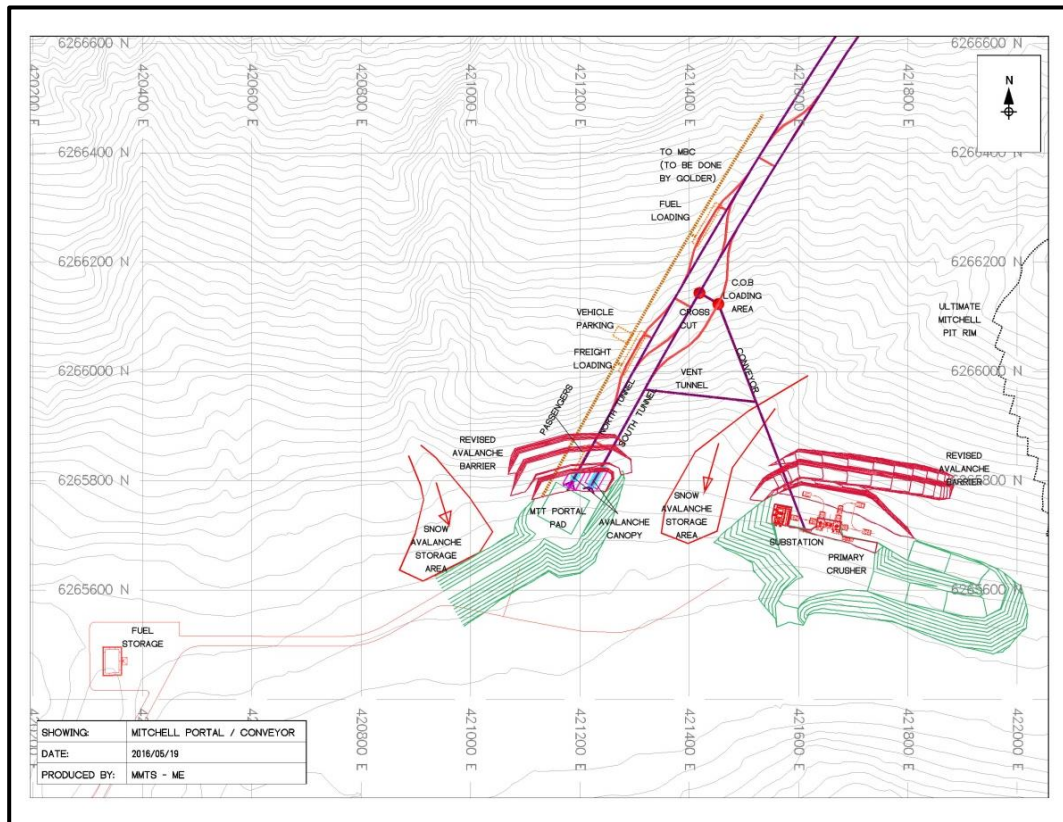 6266600 N
6266600 N
420200 E
420400 E
420600 E
420800 E
421000 E
421200 E
421400 E
421600 E
421800 E
N
6266400 N
6266400 N
TO MBC
(TO BE DONE
BY GOLDER)
FUEL
LOADING
6266200 N
6266200 N
C.O.B
LOADING
AREA
CROSS
CUT
VEHICLE
PARKING
ULTIMATE
MITCHELL
PIT RIM
FREIGHT
LOADING
6266000 N
6266000 N
VENT
TUNNEL
CONVEYOR
PASSENGERS
NORTH TUNNEL
SOUTH TUNNEL
REVISED
AVALANCHE
BARRIER
REVISED
AVALANCHE
BARRIER
6265800 N
6265800 N
SNOW
AVALANCHE
STORAGE
AREA
MTT PORTAL
PAD
AVALANCHE
CANOPY
SNOW
AVALANCHE
STORAGE
AREA
SUBSTATION
PRIMARY
CRUSHER
6265600 N
6265600 N
FUEL
STORAGE
420800 E
421000 E
421200 E
421400 E
421600 E
421800 E
422000 E
SHOWING: MITCHELL PORTAL / CONVEYOR
DATE: 2016/05/19
PRODUCED BY: MMTS - ME